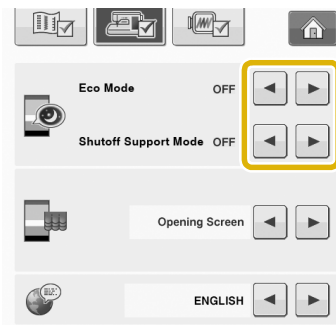 Eco Mode OFF
Shutoff Support Mode OFF
Opening Screen
ENGLISH